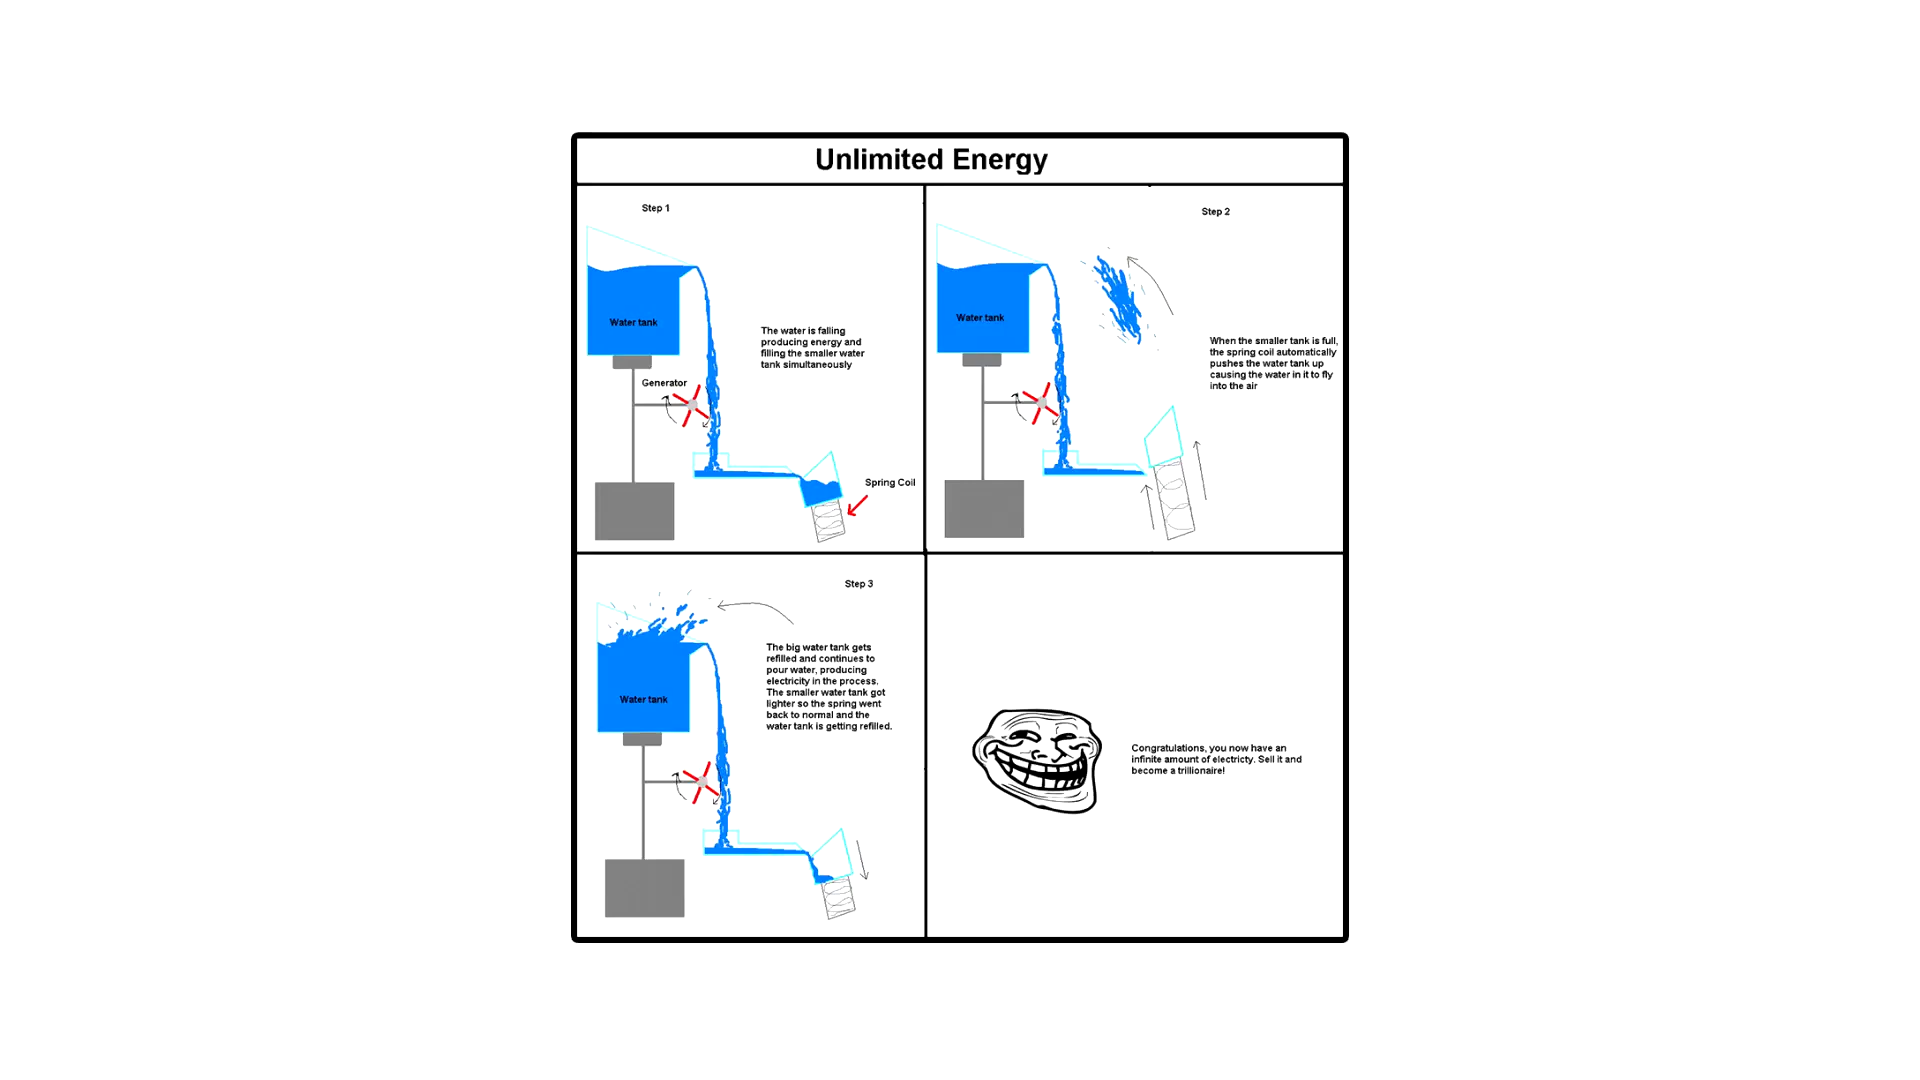 Unlimited Energy
Step 1
Water tank
The water is falling
producing energy and
filling the smaller water
tank simultaneously
Generator
Spring Coil
Step 2
Water tank
When the smaller tank is full,
the spring coil automatically
pushes the water tank up
causing the water in it to fly
into the air
Step 3
The big water tank gets
refilled and continues to
pour water, producing
electricity in the process.
The smaller water tank got
lighter so the spring went
back to normal and the
water tank is getting refilled.
Water tank
Congratulations, you now have an
infinite amount of electricty. Sell it and
become a trillionaire!